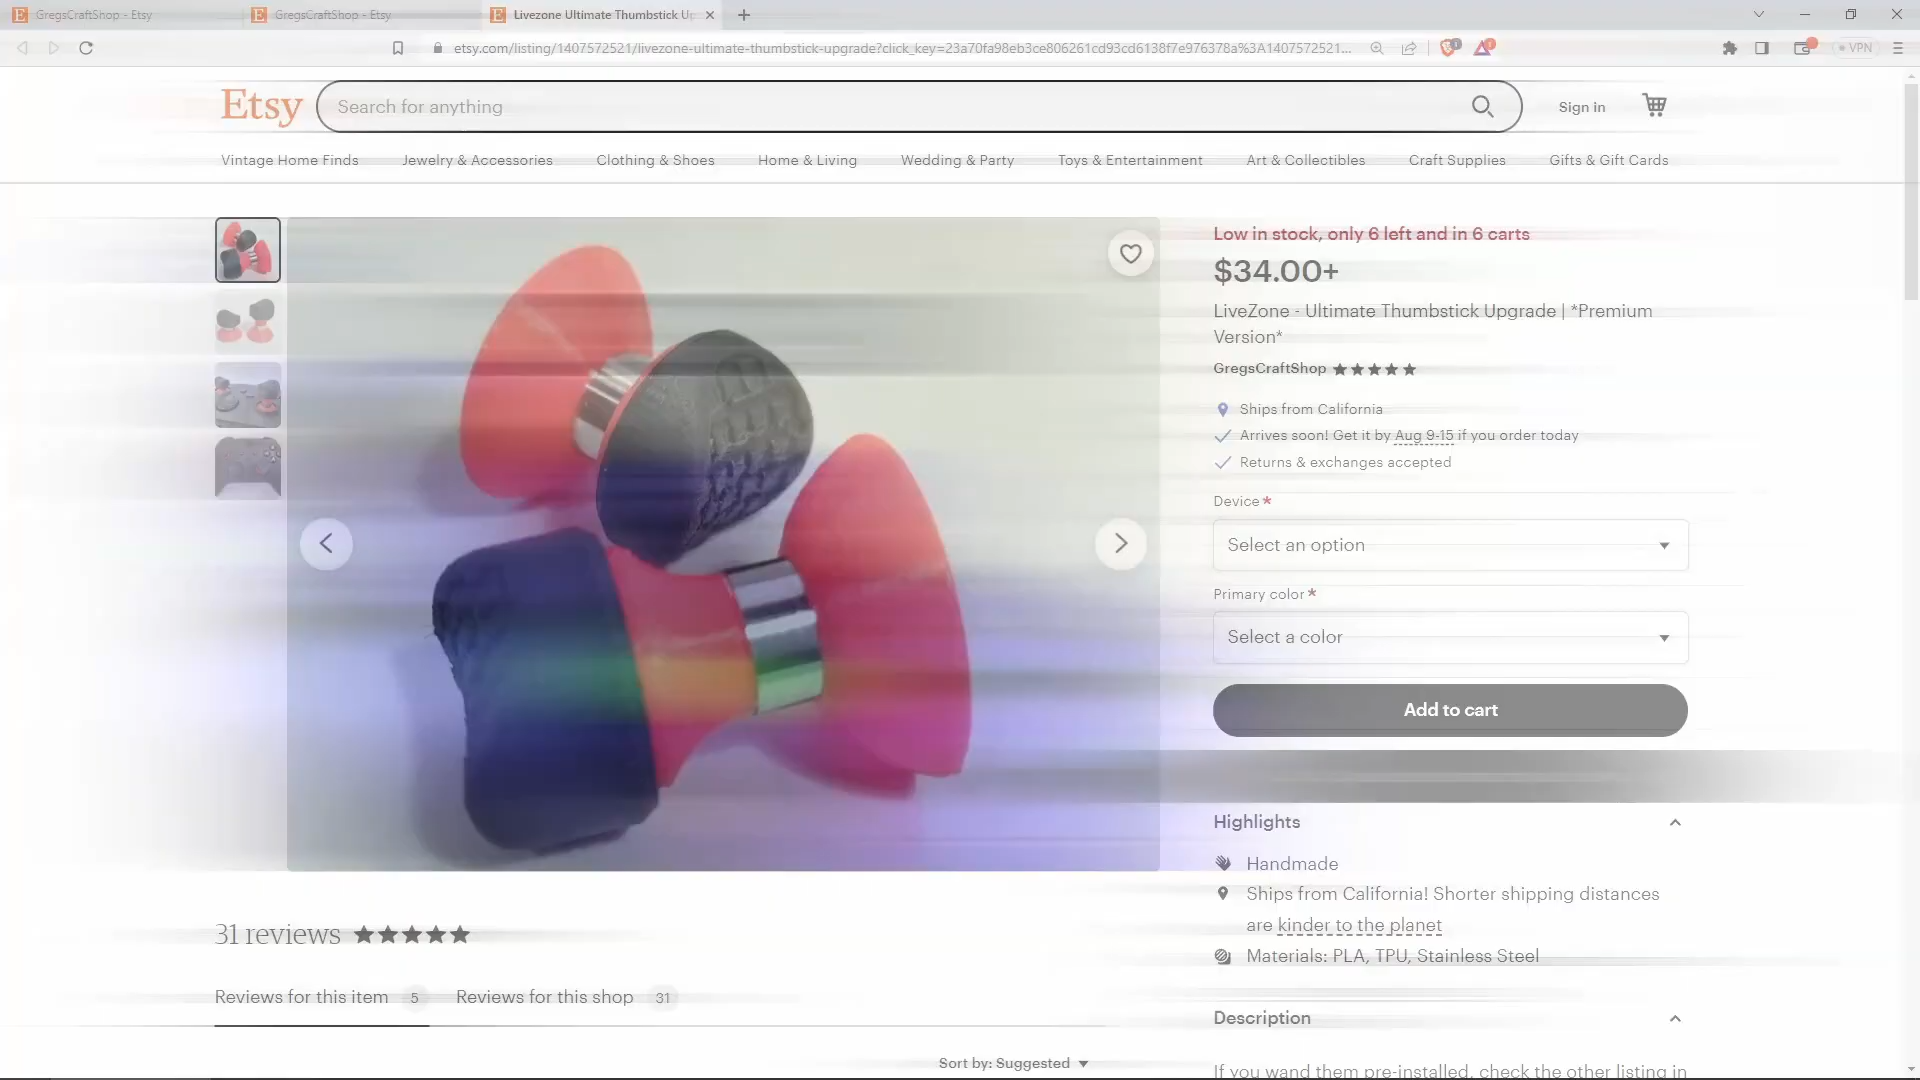 GregsCraftShop - Etsy
GregsCraftShop - Etsy
Livezone Ultimate Thumbstick Up
etsy.com/listing/1407572521/livezone-ultimate-thumbstick-upgrade?click_key=23a70fa98eb3ce806261cd93cd6138f7e976378a%3A1407572521...
VPN
Etsy
Search for anything
Sign in
Vintage Home Finds
Jewelry & Accessories
Clothing & Shoes
Home & Living
Wedding & Party
Toys & Entertainment
Art & Collectibles
Craft Supplies
Gifts & Gift Cards
Low in stock, only 6 left and in 6 carts
$34.00+
LiveZone - Ultimate Thumbstick Upgrade | *Premium
Version*
GregsCraftShop
Ships from California
Arrives soon! Get it by Aug 9-15 if you order today
Returns & exchanges accepted
Device *
Select an option
Primary color *
Select a color
Add to cart
Highlights
Handmade
Ships from California! Shorter shipping distances
are kinder to the planet
Materials: PLA, TPU, Stainless Steel
Description
If you wand them pre-installed, check the other listing in
31 reviews
Reviews for this item 5
Reviews for this shop 31
Sort by: Suggested